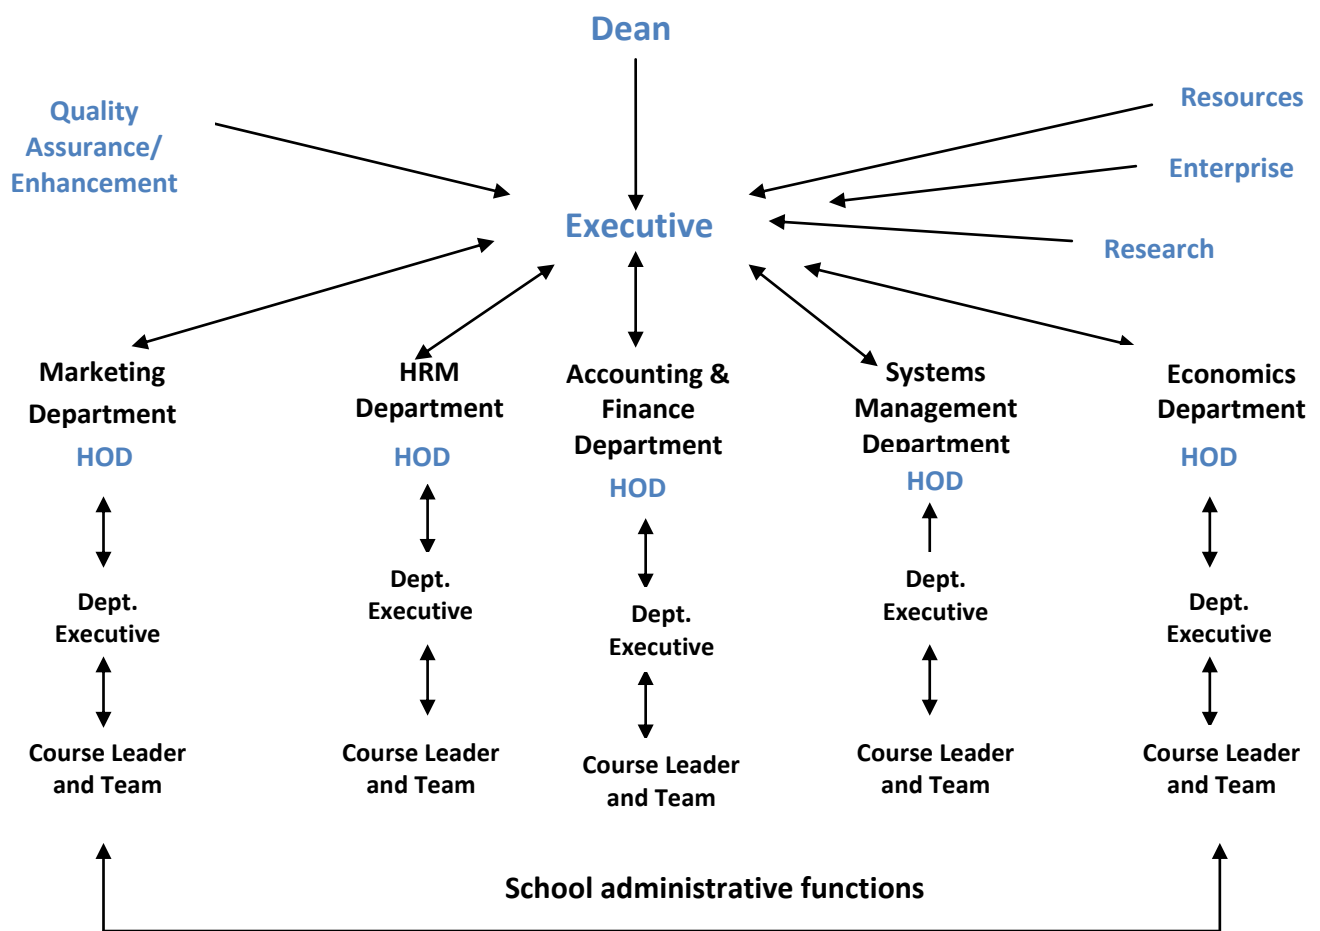 Dean
Quality
Assurance/
Enhancement
Resources
Enterprise
Research
Executive
Marketing
Department
HOD
HRM
Department
HOD
Accounting &
Finance
Department
HOD
Systems
Management
Department
HOD
Economics
Department
HOD
Dept.
Executive
Dept.
Executive
Dept.
Executive
Dept.
Executive
Dept.
Executive
Course Leader
and Team
Course Leader
and Team
Course Leader
and Team
Course Leader
and Team
Course Leader
and Team
School administrative functions